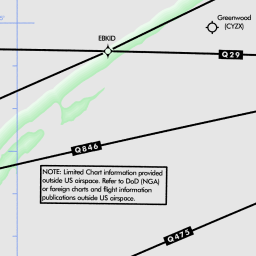 Greenwood
(CYZX)
EBKID
Q29
Q846
NOTE: Limited Chart information provided
outside US airspace. Refer to DoD (NGA)
or foreign charts and flight information
publications outside US airspace.
Q475